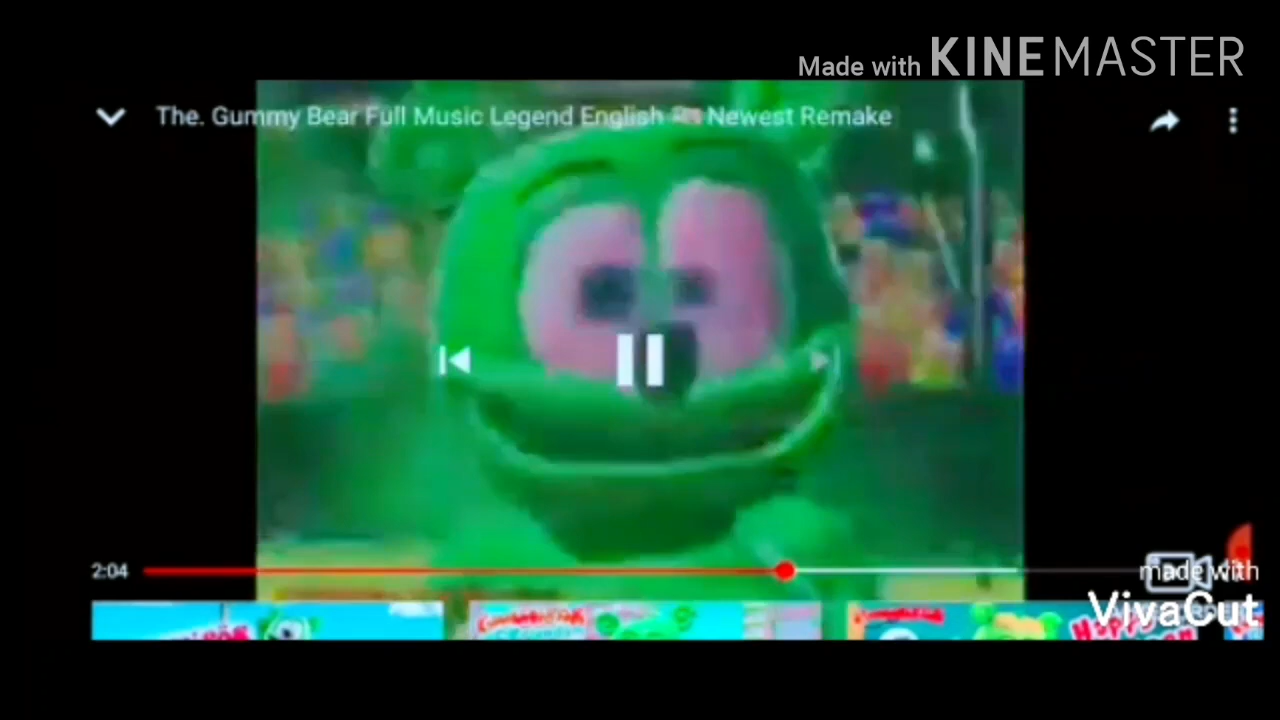 Made with KINEMASTER
The. Gummy Bear Full Music Legend English Newest Remake
2:04
made with
VivaCut